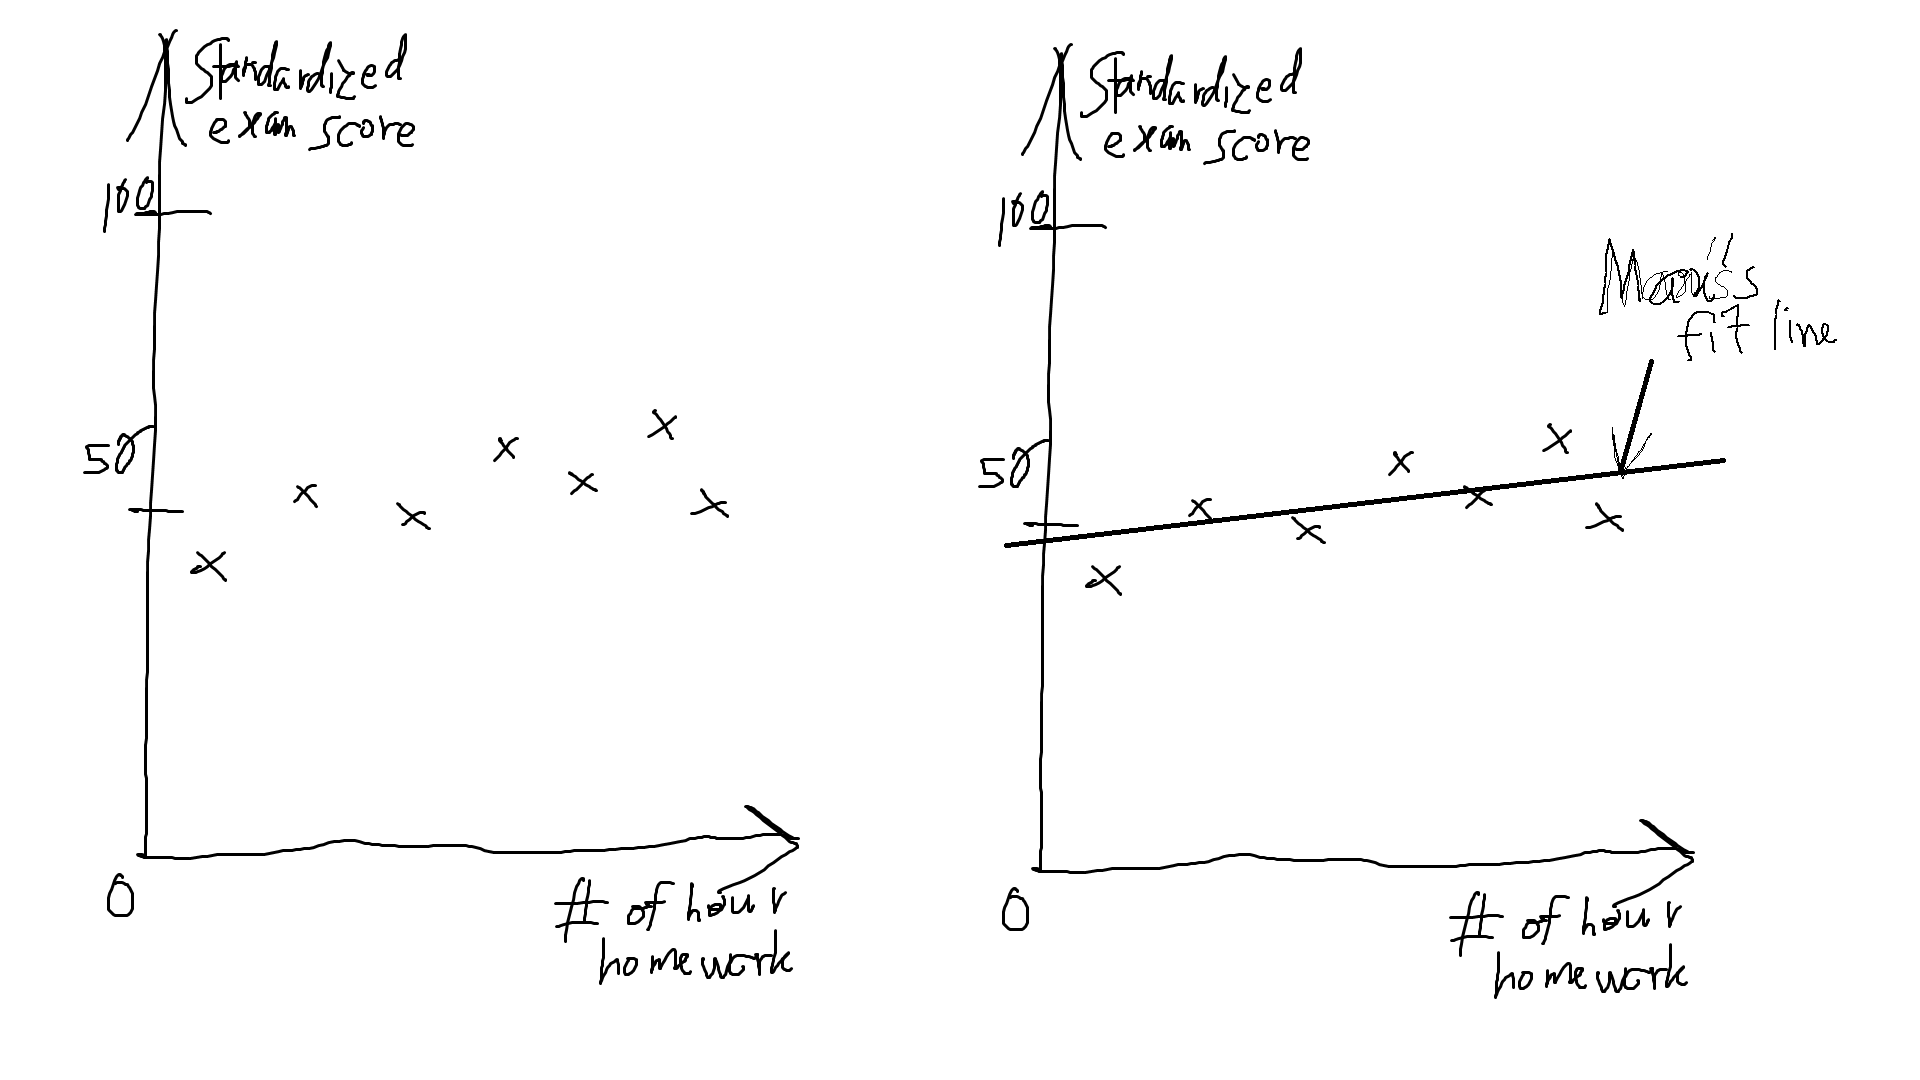 Standardized
exam score
100
50
0
# of hour
homework
Standardized
exam score
100
fit line
50
0
# of hour
homework